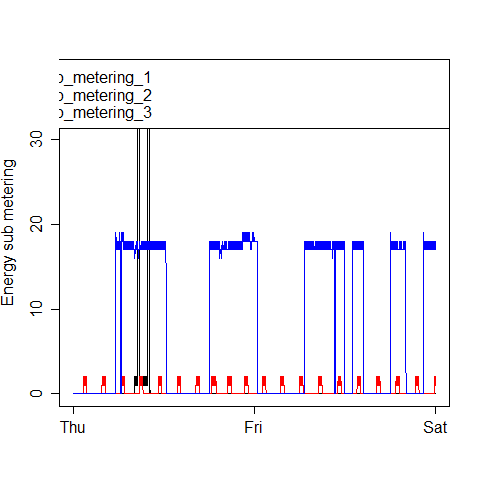 o_metering_1
o_metering_2
o_metering_3
Energy sub metering
30
20
10
0
Thu Fri Sat